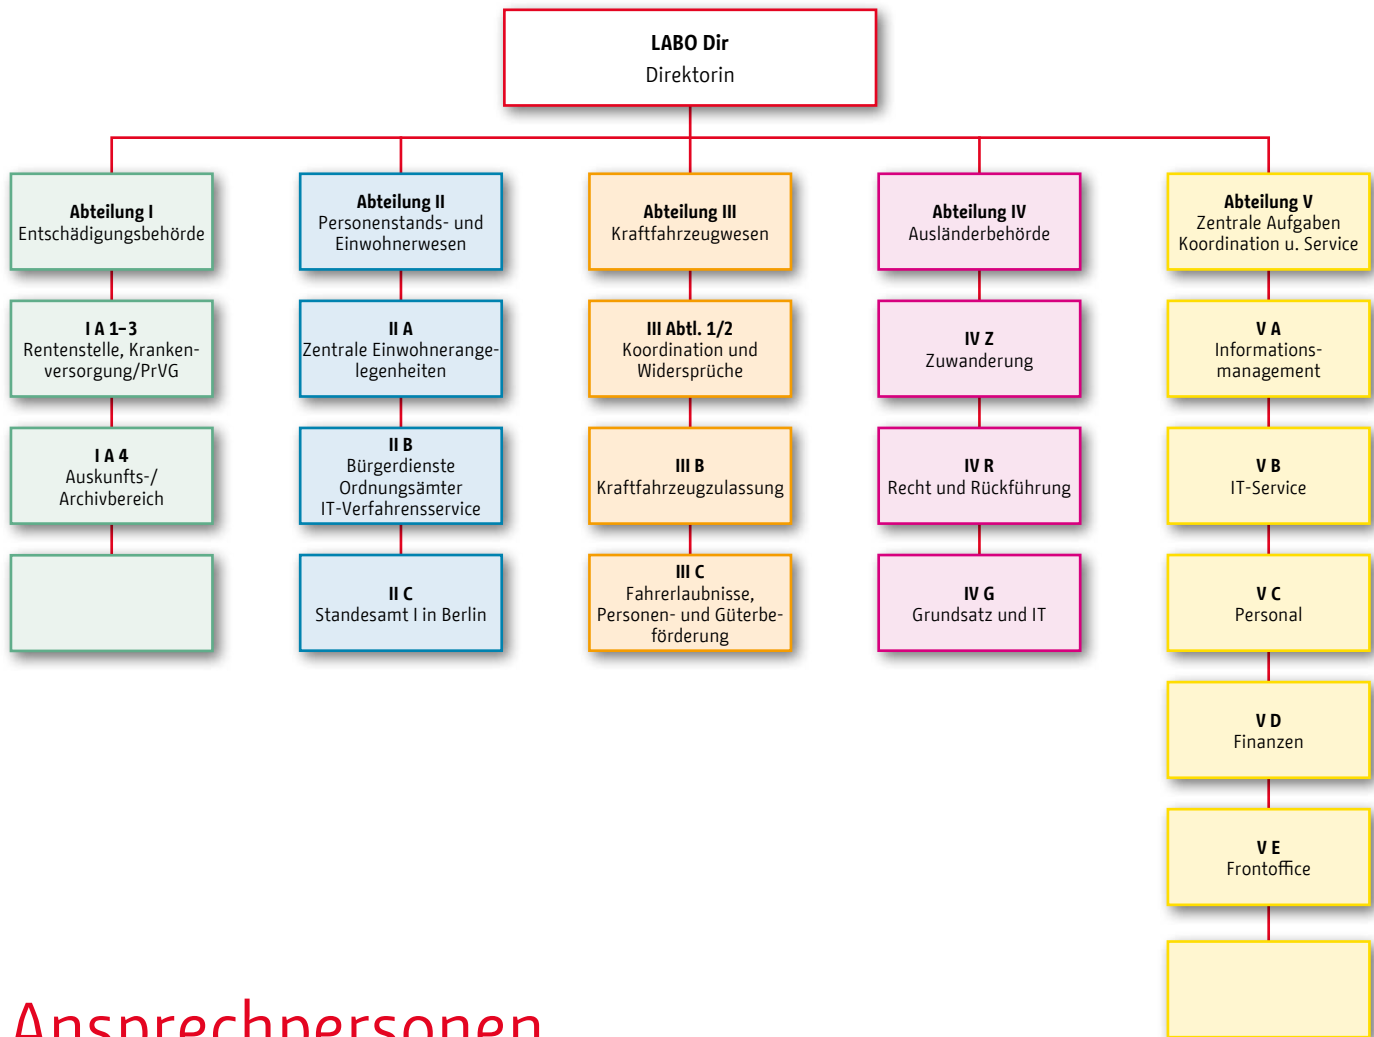 LABO Dir
Direktorin
Abteilung I
Entschädigungsbehörde
I A 1–3
Rentenstelle, Kranken-
versorgung/PrVG
I A 4
Auskunfts-/
Archivbereich
Abteilung II
Personenstands- und
Einwohnerwesen
II A
Zentrale Einwohnerange-
legenheiten
II B
Bürgerdienste
Ordnungsämter
IT-Verfahrensservice
II C
Standesamt I in Berlin
Abteilung III
Kraftfahrzeugwesen
III Abtl. 1/2
Koordination und
Widersprüche
III B
Kraftfahrzeugzulassung
III C
Fahrerlaubnisse,
Personen- und Güterbe-
förderung
Abteilung IV
Ausländerbehörde
IV Z
Zuwanderung
IV R
Recht und Rückführung
IV G
Grundsatz und IT
Abteilung V
Zentrale Aufgaben
Koordination u. Service
V A
Informations-
management
V B
IT-Service
V C
Personal
V D
Finanzen
V E
Frontoffice
Ansprechpersonen